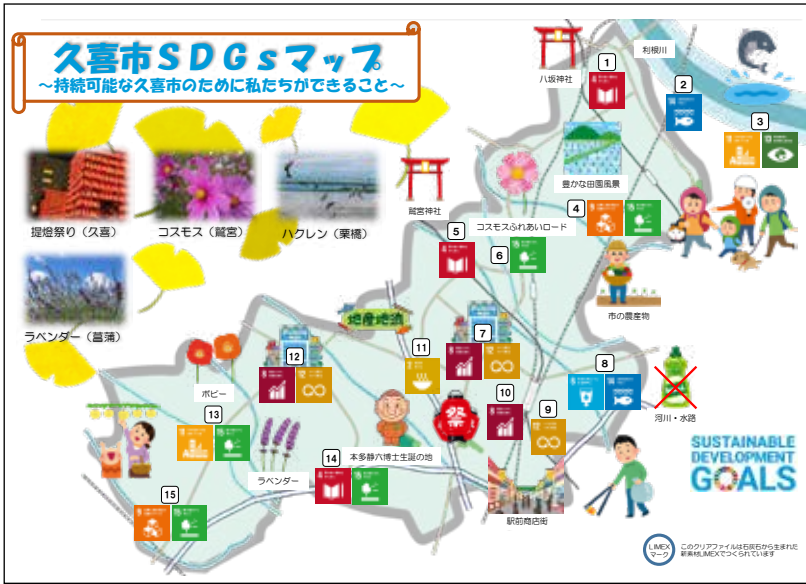 久喜市SDGsマップ
～持続可能な久喜市のために私たちができること～
提燈祭り（久喜）
コスモス（鷲宮）
ハクレン（栗橋）
ラベンダー（菖蒲）
八坂神社
利根川
1
2
3
鷲宮神社
豊かな田園風景
コスモスふれあいロード
4
5
6
市の農産物
地産地消
7
8
河川・水路
ポピー
12
11
10
9
13
祭
本多静六博士生誕の地
14
ラベンダー
15
駅前商店街
SUSTAINABLE
DEVELOPMENT
GOALS
LIMEX
マーク
このクリアファイルは石灰石から生まれた
新素材LIMEXでつくられています